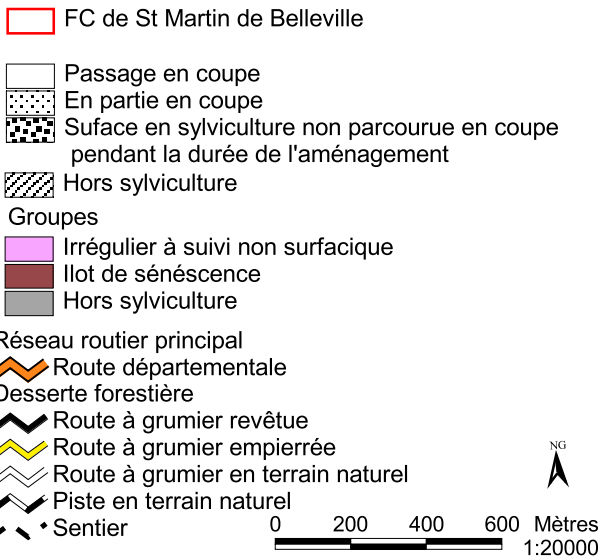 FC de St Martin de Belleville
Passage en coupe
En partie en coupe
Suface en sylviculture non parcourue en coupe
pendant la durée de l'aménagement
Hors sylviculture
Groupes
Irrégulier à suivi non surfacique
Ilot de sénéscence
Hors sylviculture
Réseau routier principal
Route départementale
Desserte forestière
Route à grumier revêtue
Route à grumier empierrée
Route à grumier en terrain naturel
Piste en terrain naturel
Sentier
NG
0 200 400 600 Mètres
1:20000